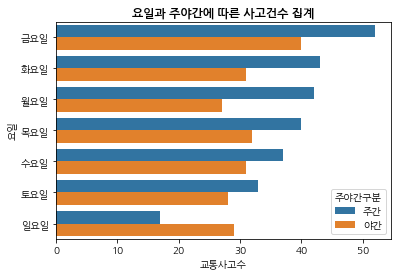 요일과 주야간에 따른 사고건수 집계
금요일
화요일
월요일
목요일
수요일
토요일
일요일
요일
주야간구분
주간
야간
0 10 20 30 40 50
교통사고수